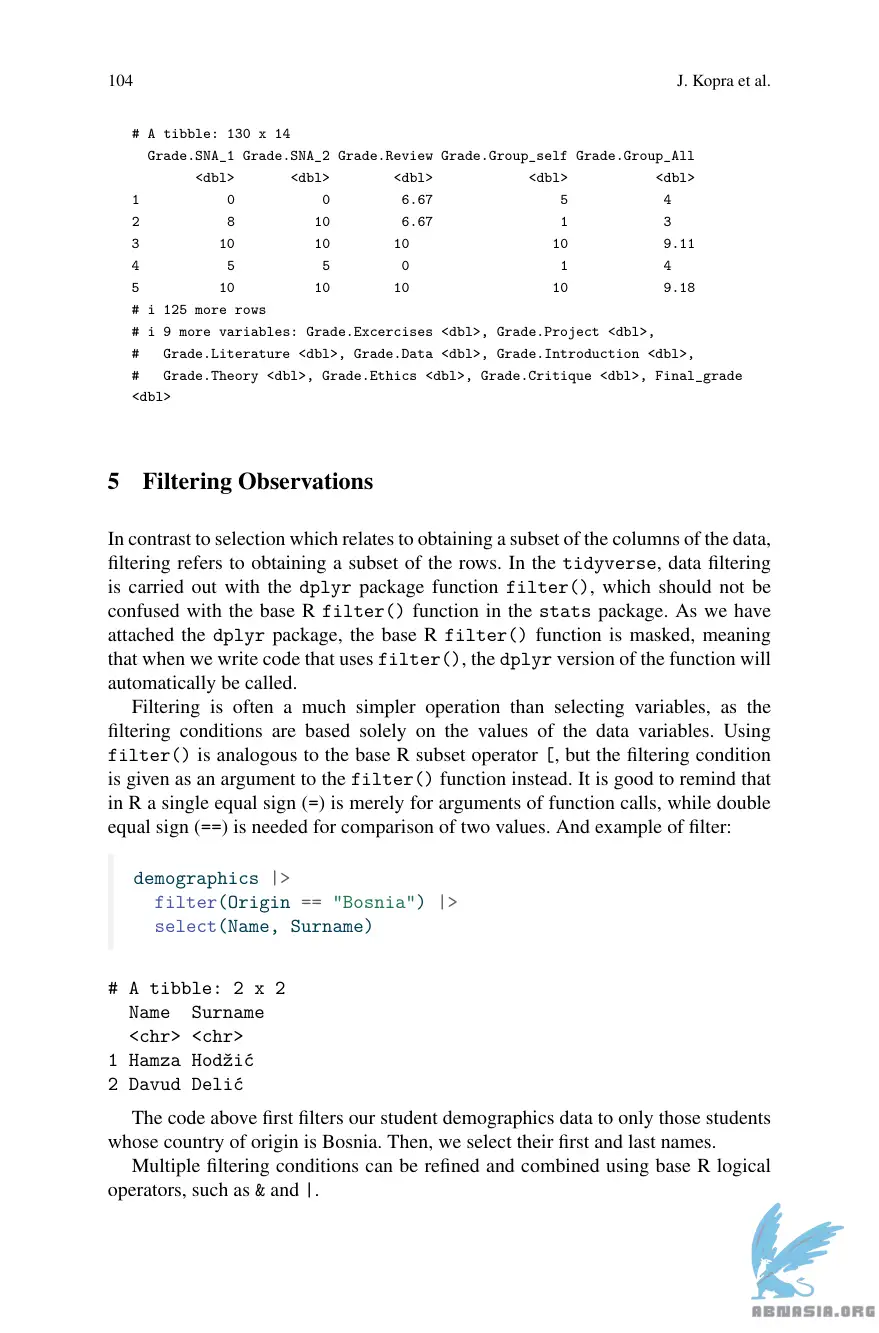 104 J. Kopra et al.
# A tibble: 130 x 14
Grade.SNA_1 Grade.SNA_2 Grade.Review Grade.Group_self Grade.Group_All
<dbl> <dbl> <dbl> <dbl> <dbl>
1 0 0 6.67 5 4
2 8 10 6.67 1 3
3 10 10 10 10 9.11
4 5 5 0 1 4
5 10 10 10 10 9.18
# i 125 more rows
# i 9 more variables: Grade.Excercises <dbl>, Grade.Project <dbl>,
# Grade.Literature <dbl>, Grade.Data <dbl>, Grade.Introduction <dbl>,
# Grade.Theory <dbl>, Grade.Ethics <dbl>, Grade.Critique <dbl>, Final_grade
<dbl>
5 Filtering Observations
In contrast to selection which relates to obtaining a subset of the columns of the data,
filtering refers to obtaining a subset of the rows. In the tidyverse, data filtering
is carried out with the dplyr package function filter(), which should not be
confused with the base R filter() function in the stats package. As we have
attached the dplyr package, the base R filter() function is masked, meaning
that when we write code that uses filter(), the dplyr version of the function will
automatically be called.
Filtering is often a much simpler operation than selecting variables, as the
filtering conditions are based solely on the values of the data variables. Using
filter() is analogous to the base R subset operator [, but the filtering condition
is given as an argument to the filter() function instead. It is good to remind that
in R a single equal sign (=) is merely for arguments of function calls, while double
equal sign (==) is needed for comparison of two values. And example of filter:
demographics |>
filter(Origin == "Bosnia") |>
select(Name, Surname)
# A tibble: 2 x 2
Name Surname
<chr> <chr>
1 Hamza Hodžić
2 Davud Delić
The code above first filters our student demographics data to only those students
whose country of origin is Bosnia. Then, we select their first and last names.
Multiple filtering conditions can be refined and combined using base R logical
operators, such as & and |.
ABNASIA.ORG